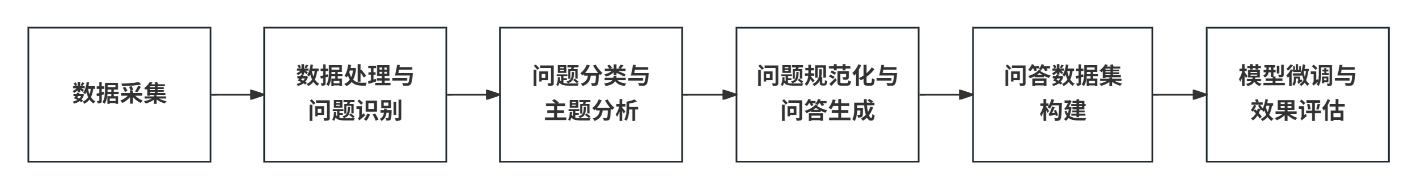 数据采集
数据处理与
问题识别
问题分类与
主题分析
问题规范化与
问答生成
问答数据集
构建
模型微调与
效果评估